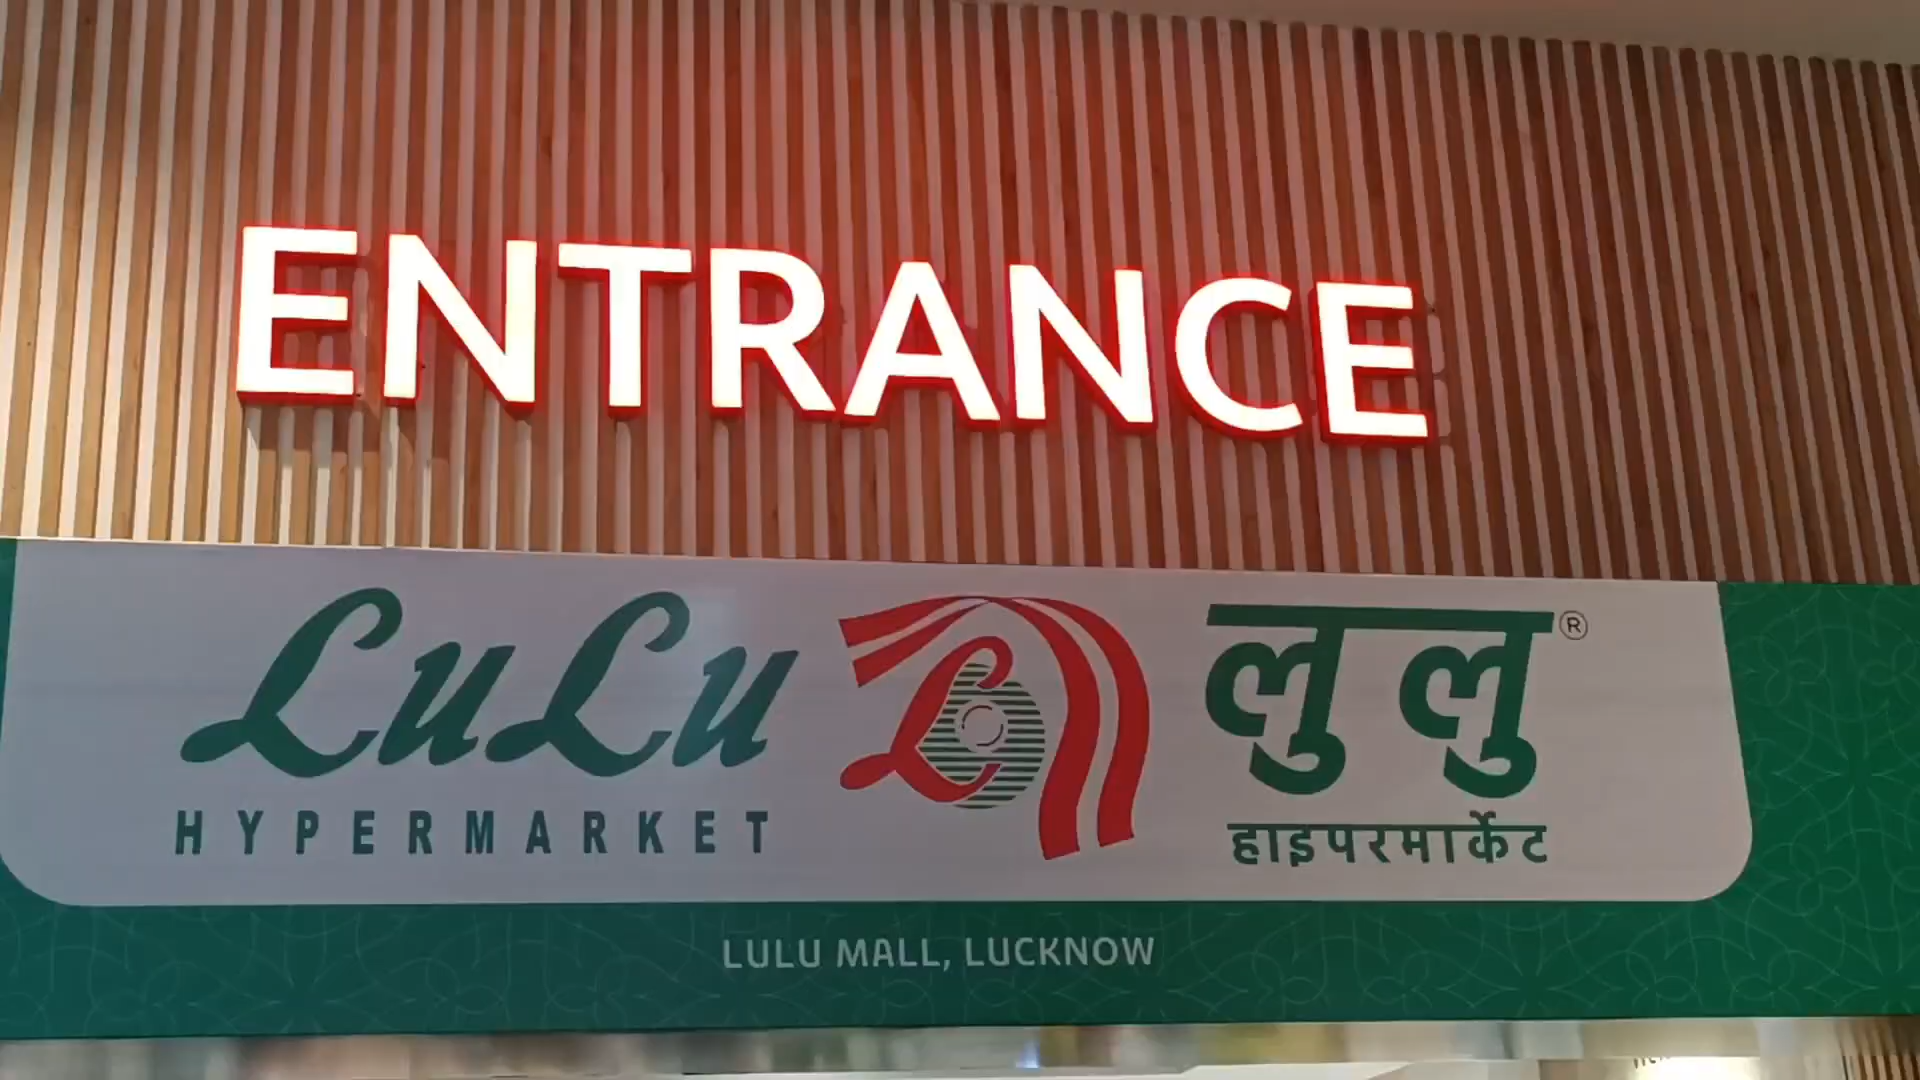 ENTRANCE
LuLu
HYPERMARKET
लुलु ®
हाइपरमार्केट
LULU MALL, LUCKNOW